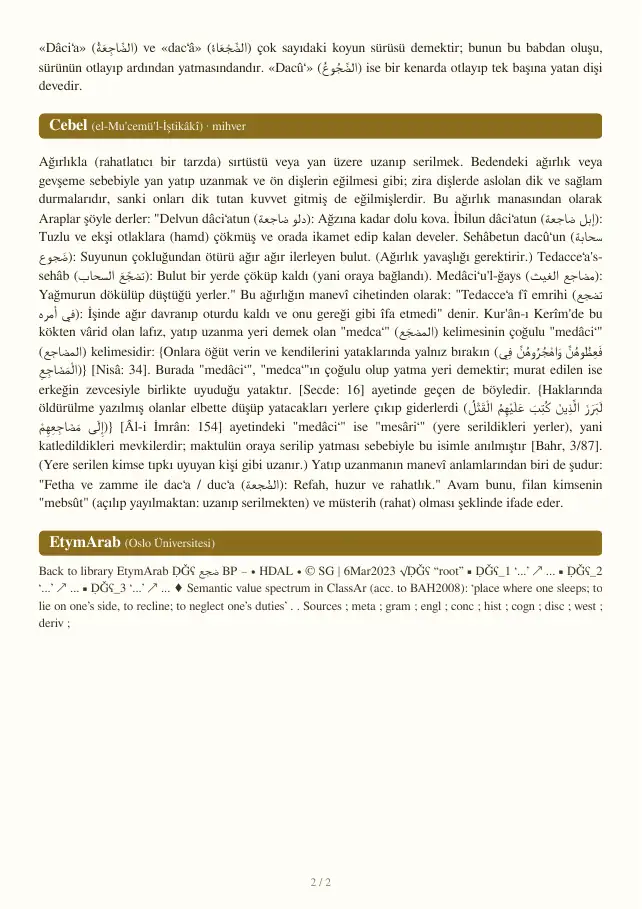 «Dâci‘a» (الضَّاجِعَةُ) ve «dac‘â» (الضَّجْعَاءُ) çok sayıdaki koyun sürüsü demektir; bunun bu babdan oluşu,
sürünün otlayıp ardından yatmasındandır. «Dacû‘» (الضَّجُوعُ) ise bir kenarda otlayıp tek başına yatan dişi
devedir.
Cebel (el-Mu'cemü'l-İştikâkî) · mihver
Ağırlıkla (rahatlatıcı bir tarzda) sırtüstü veya yan üzere uzanıp serilmek. Bedendeki ağırlık veya
gevşeme sebebiyle yan yatıp uzanmak ve ön dişlerin eğilmesi gibi; zira dişlerde aslolan dik ve sağlam
durmalarıdır, sanki onları dik tutan kuvvet gitmiş de eğilmişlerdir. Bu ağırlık manasından olarak
Araplar şöyle derler: "Delvun dâci‘atun (دلو ضاجعة): Ağzına kadar dolu kova. İbilun dâci‘atun (إبل ضاجعة):
Tuzlu ve ekşi otlaklara (hamd) çökmüş ve orada ikamet edip kalan develer. Sehâbetun dacû‘un (سحابة
ضَجوع): Suyunun çokluğundan ötürü ağır ağır ilerleyen bulut. (Ağırlık yavaşlığı gerektirir.) Tedacce‘a's-
sehâb (تضَجَّعَ السحاب): Bulut bir yerde çöküp kaldı (yani oraya bağlandı). Medâci‘u'l-ğays (مضاجع الغيث):
Yağmurun dökülüp düştüğü yerler." Bu ağırlığın manevî cihetinden olarak: "Tedacce‘a fî emrihi (تضجع
في أمره): İşinde ağır davranıp oturdu kaldı ve onu gereği gibi îfa etmedi" denir. Kur'ân-ı Kerîm'de bu
kökten vârid olan lafız, yatıp uzanma yeri demek olan "medca‘" (المضجَع) kelimesinin çoğulu "medâci‘"
(المضاجع) kelimesidir: {Onlara öğüt verin ve kendilerini yataklarında yalnız bırakın (فَعِظُوهُنَّ وَاهْجُرُوهُنَّ فِي
الْمَضَاجِعِ)} [Nisâ: 34]. Burada "medâci‘", "medca‘"ın çoğulu olup yatma yeri demektir; murat edilen ise
erkeğin zevcesiyle birlikte uyuduğu yataktır. [Secde: 16] ayetinde geçen de böyledir. {Haklarında
öldürülme yazılmış olanlar elbette düşüp yatacakları yerlere çıkıp giderlerdi (لَبَرَزَ الَّذِينَ كُتِبَ عَلَيْهِمُ الْقَتْلُ
إِلَى مَضَاجِعِهِمْ)} [Âl-i İmrân: 154] ayetindeki "medâci‘" ise "mesâri‘" (yere serildikleri yerler), yani
katledildikleri mevkilerdir; maktulün oraya serilip yatması sebebiyle bu isimle anılmıştır [Bahr, 3/87].
(Yere serilen kimse tıpkı uyuyan kişi gibi uzanır.) Yatıp uzanmanın manevî anlamlarından biri de şudur:
"Fetha ve zamme ile dac‘a / duc‘a (الضجعة): Refah, huzur ve rahatlık." Avam bunu, filan kimsenin
"mebsût" (açılıp yayılmaktan: uzanıp serilmekten) ve müsterih (rahat) olması şeklinde ifade eder.
EtymArab (Oslo Üniversitesi)
Back to library EtymArab ḌǦʕ ضجع BP – ▪ HDAL ▪ © SG | 6Mar2023 √ḌǦʕ “root” ▪ ḌǦʕ_1 ‘...’ ↗ ... ▪ ḌǦʕ_2
‘...’ ↗ ... ▪ ḌǦʕ_3 ‘...’ ↗ ... ♦ Semantic value spectrum in ClassAr (acc. to BAH2008): ‘place where one sleeps; to
lie on one’s side, to recline; to neglect one’s duties’ . . Sources ; meta ; gram ; engl ; conc ; hist ; cogn ; disc ; west ;
deriv ;
2 / 2